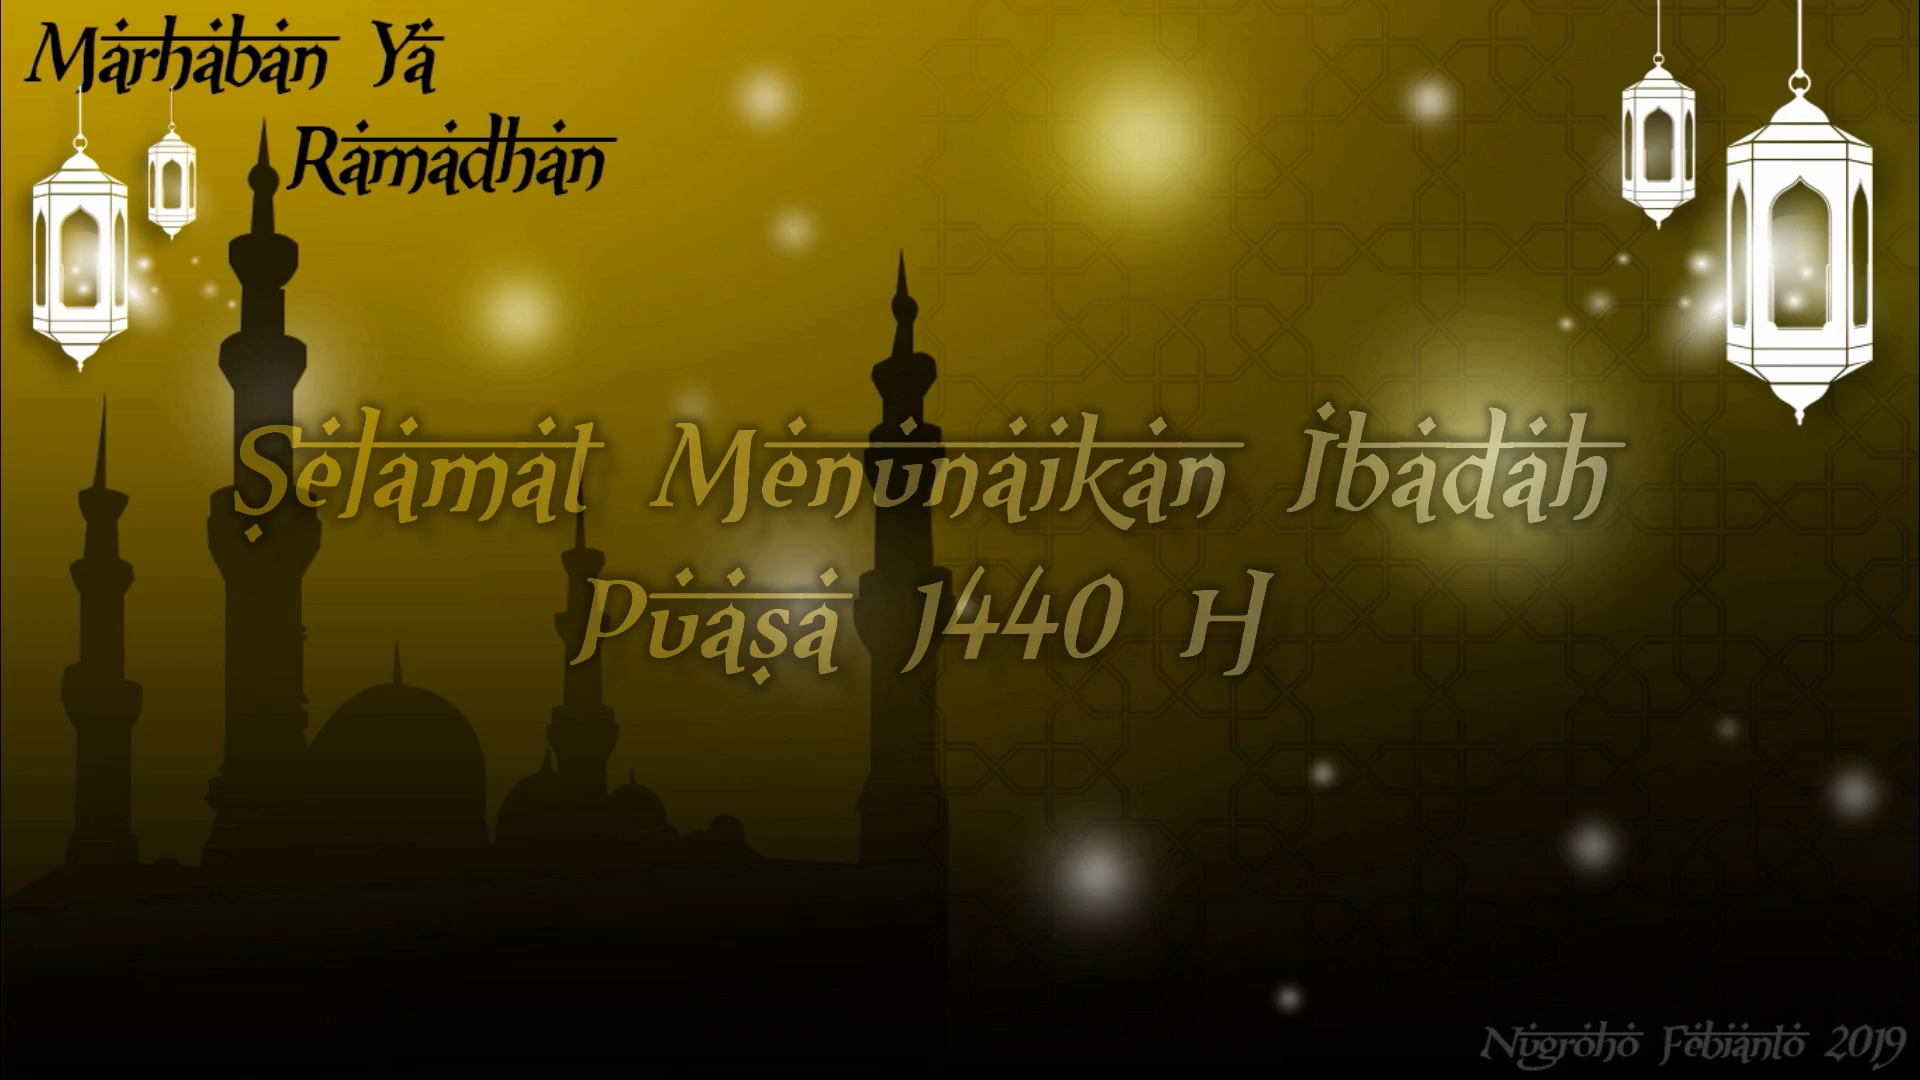 Marhaban Ya
Ramadhan
Selamat Menunaikan Ibadah
Puasa 1440 H
Nugroho Febianto 2019